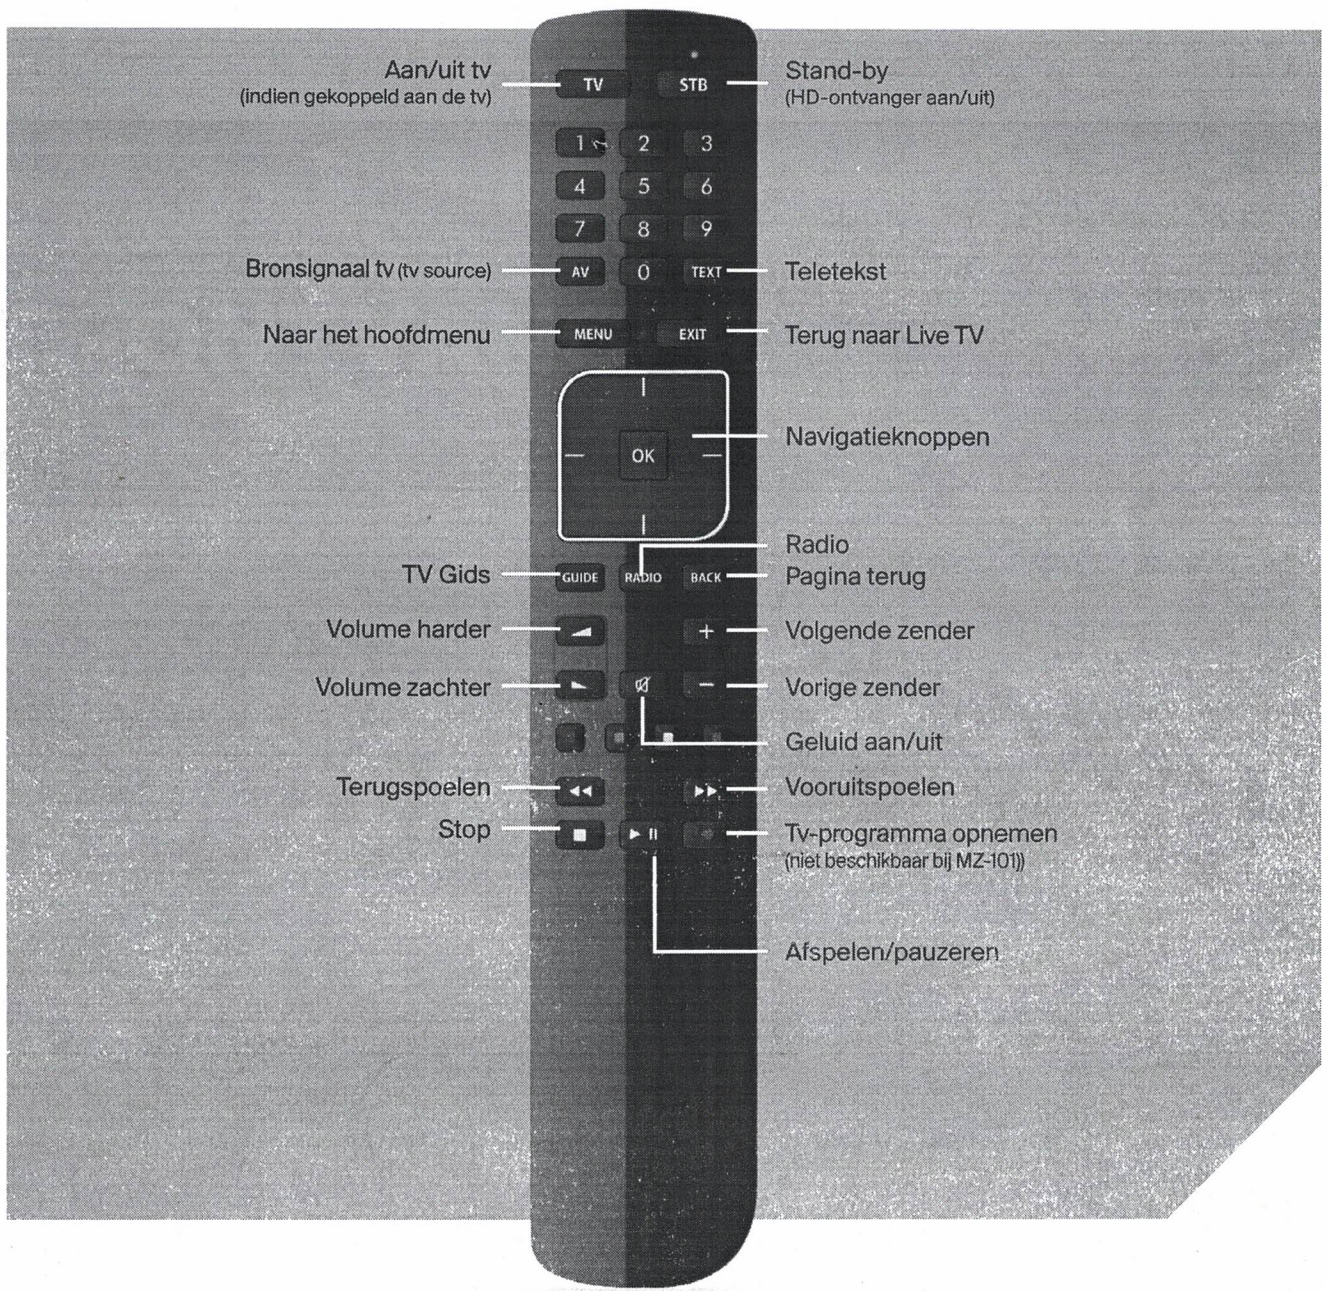 Aan/uit tv
(indien gekoppeld aan de tv)
TV
STB
Stand-by
(HD-ontvanger aan/uit)
1 2 3
4 5 6
7 8 9
Bronsignaal tv (tv source)
AV
0
TEXT
Teletekst
Naar het hoofdmenu
MENU
EXIT
Terug naar Live TV
OK
Navigatieknoppen
Radio
TV Gids
GUIDE
RADIO
BACK
Pagina terug
Volume harder
+
Volgende zender
Volume zachter
−
Vorige zender
Geluid aan/uit
Terugspoelen
Vooruitspoelen
Stop
Tv-programma opnemen
(niet beschikbaar bij MZ-101))
Afspelen/pauzeren